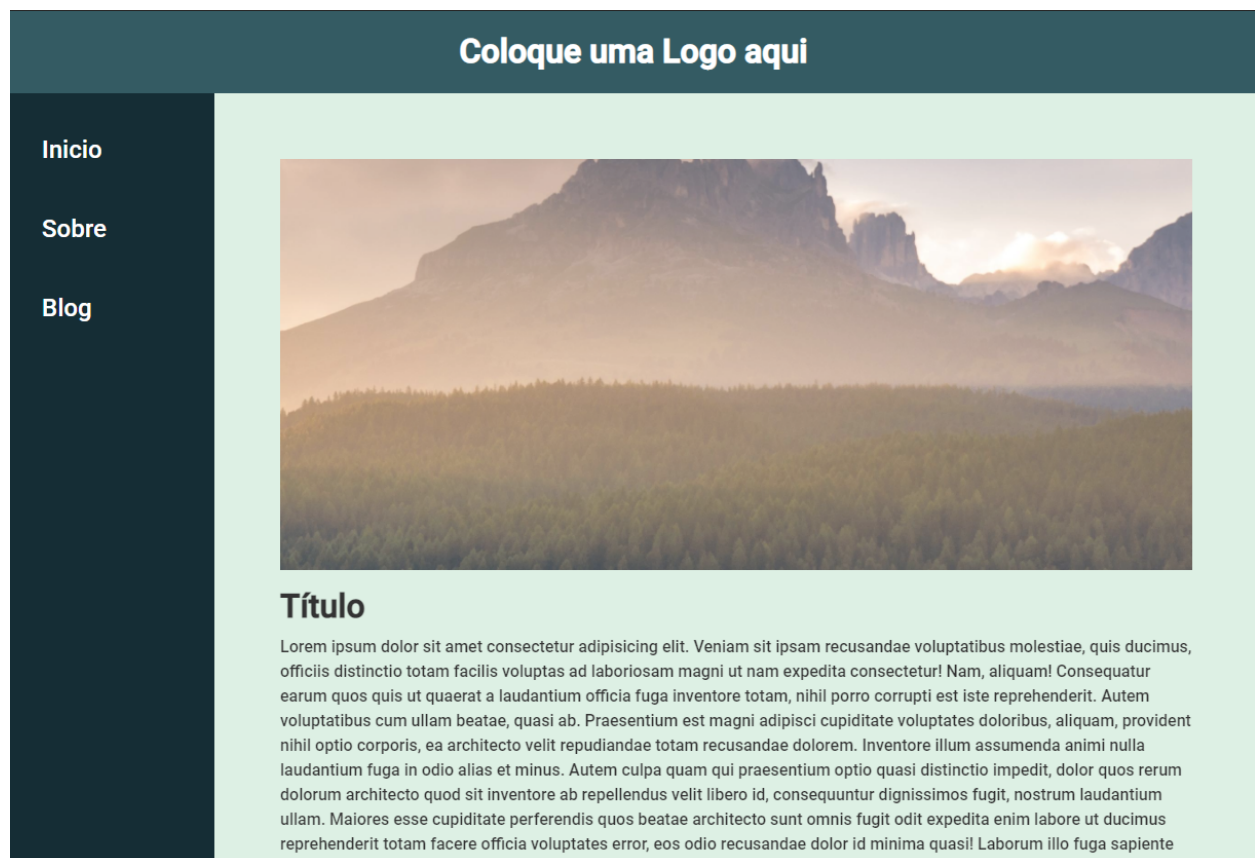 Coloque uma Logo aqui
Inicio
Sobre
Blog
Título
Lorem ipsum dolor sit amet consectetur adipisicing elit. Veniam sit ipsam recusandae voluptatibus molestiae, quis ducimus,
officiis distinctio totam facilis voluptas ad laboriosam magni ut nam expedita consectetur! Nam, aliquam! Consequatur
earum quos quis ut quaerat a laudantium officia fuga inventore totam, nihil porro corrupti est iste reprehenderit. Autem
voluptatibus cum ullam beatae, quasi ab. Praesentium est magni adipisci cupiditate voluptates doloribus, aliquam, provident
nihil optio corporis, ea architecto velit repudiandae totam recusandae dolorem. Inventore illum assumenda animi nulla
laudantium fuga in odio alias et minus. Autem culpa quam qui praesentium optio quasi distinctio impedit, dolor quos rerum
dolorum architecto quod sit inventore ab repellendus velit libero id, consequuntur dignissimos fugit, nostrum laudantium
ullam. Maiores esse cupiditate perferendis quos beatae architecto sunt omnis fugit odit expedita enim labore ut ducimus
reprehenderit totam facere officia voluptates error, eos odio recusandae dolor id minima quasi! Laborum illo fuga sapiente